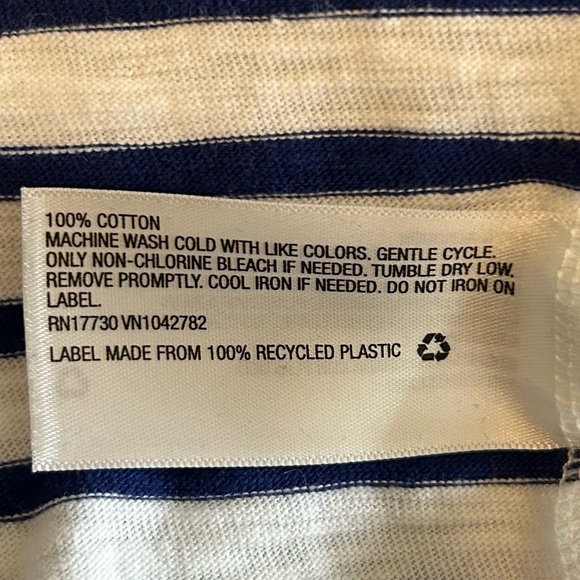 100% COTTON
MACHINE WASH COLD WITH LIKE COLORS. GENTLE CYCLE.
ONLY NON-CHLORINE BLEACH IF NEEDED. TUMBLE DRY LOW,
REMOVE PROMPTLY. COOL IRON IF NEEDED. DO NOT IRON ON
LABEL.
RN17730 VN1042782
LABEL MADE FROM 100% RECYCLED PLASTIC